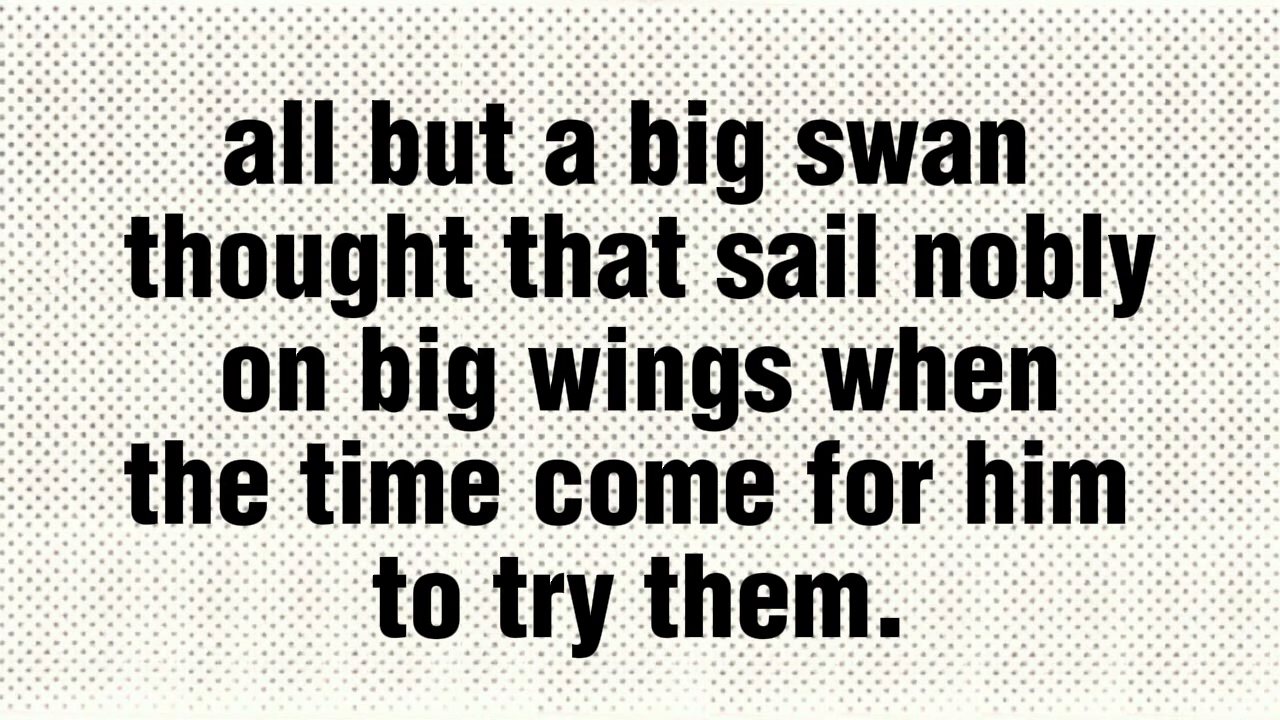 all but a big swan
thought that sail nobly
on big wings when
the time come for him
to try them.